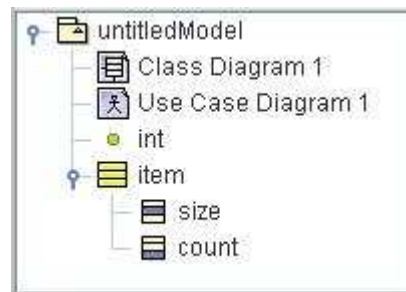 untitledModel
Class Diagram 1
Use Case Diagram 1
int
item
size
count